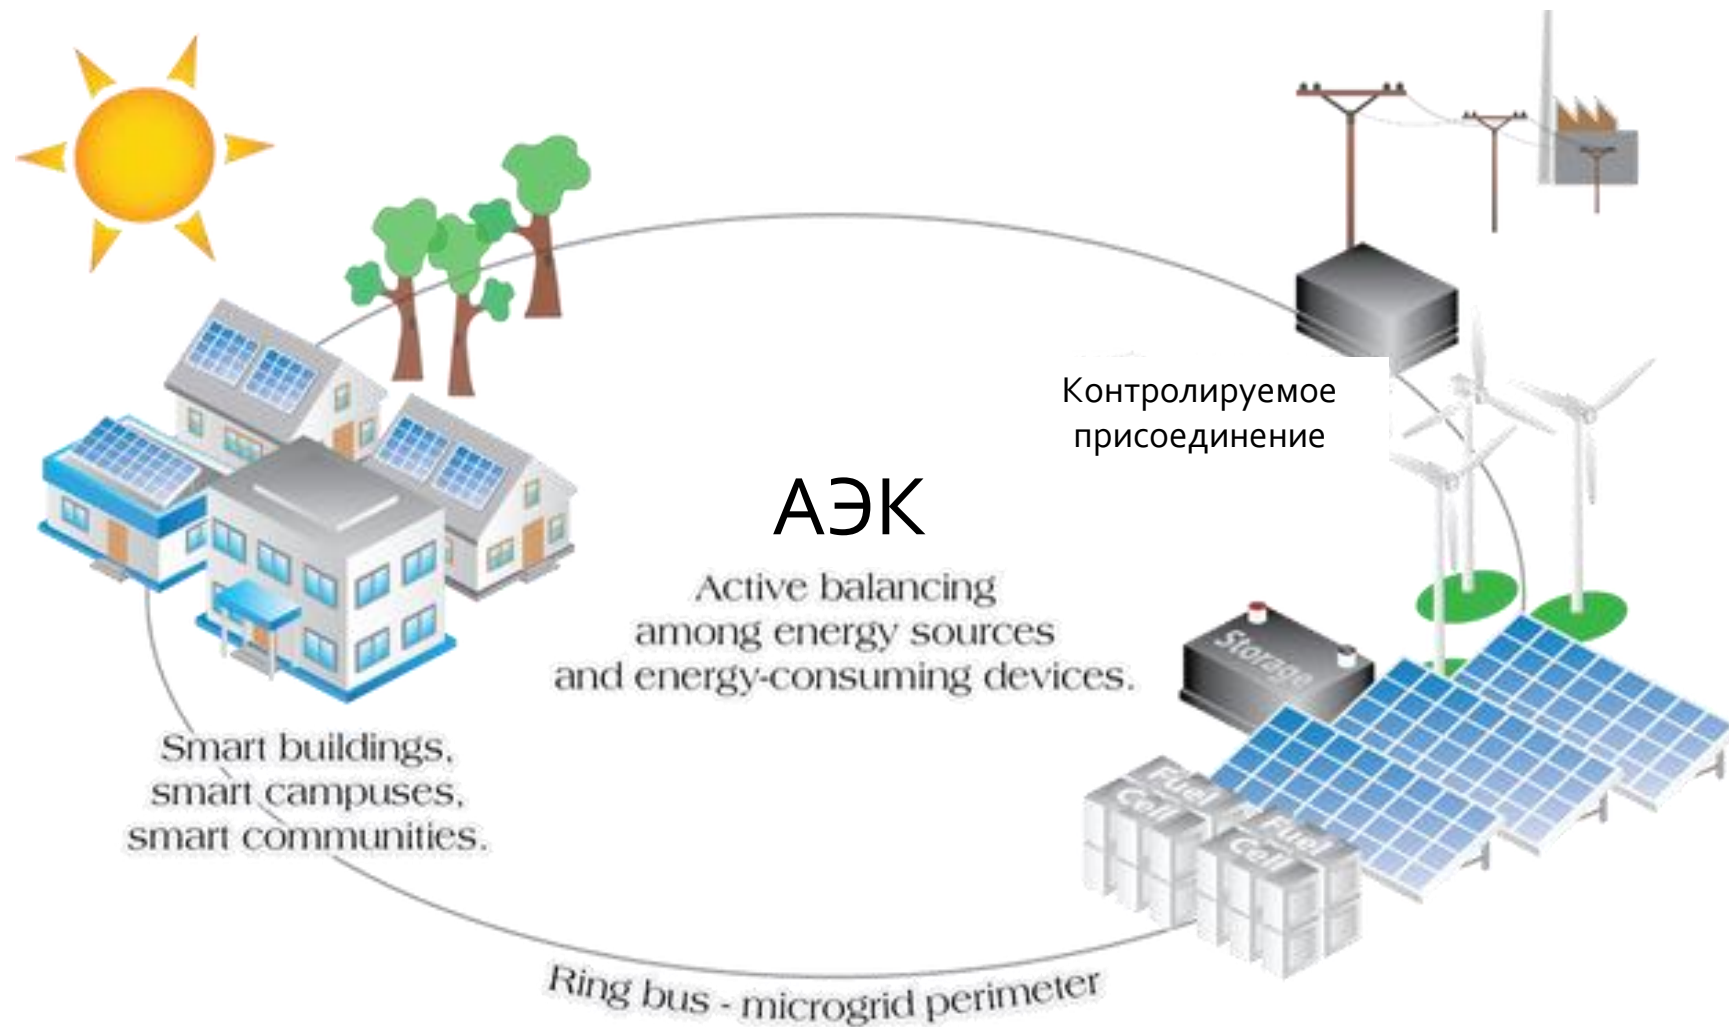 Контролируемое
присоединение
АЭК
Active balancing
among energy sources
and energy-consuming devices.
Storage
Smart buildings,
smart campuses,
smart communities.
Fuel
Cell
Fuel
Cell
Ring bus - microgrid perimeter